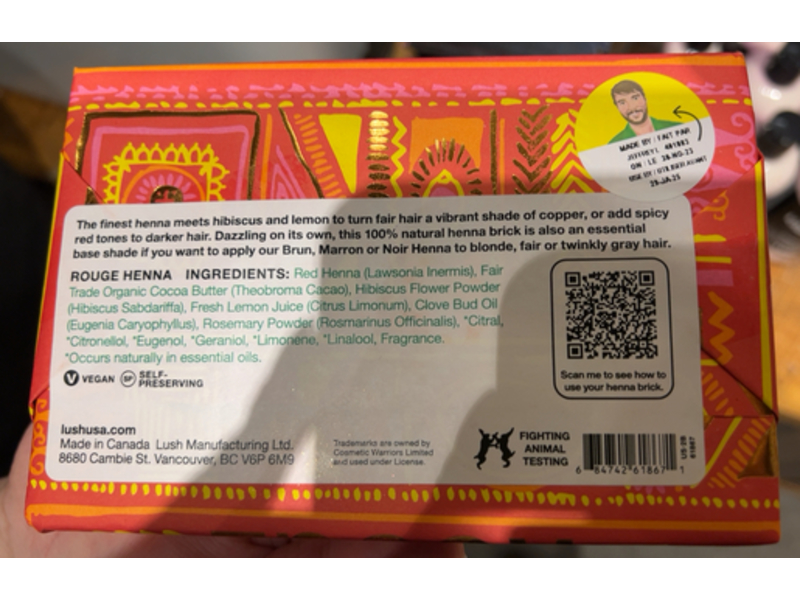 MADE BY / FAIT PAR
The finest henna meets hibiscus and lemon to turn fair hair a vibrant shade of copper, or add spicy
red tones to darker hair. Dazzling on its own, this 100% natural henna brick is also an essential
base shade if you want to apply our Brun, Marron or Noir Henna to blonde, fair or twinkly gray hair.
ROUGE HENNA INGREDIENTS: Red Henna (Lawsonia Inermis), Fair
Trade Organic Cocoa Butter (Theobroma Cacao), Hibiscus Flower Powder
(Hibiscus Sabdariffa), Fresh Lemon Juice (Citrus Limonum), Clove Bud Oil
(Eugenia Caryophyllus), Rosemary Powder (Rosmarinus Officinalis), *Citral,
*Citronellol, *Eugenol, *Geraniol, *Limonene, *Linalool, Fragrance.
*Occurs naturally in essential oils.
V VEGAN SP SELF-
PRESERVING
Scan me to see how to
use your henna brick.
lushusa.com
Made in Canada Lush Manufacturing Ltd.
8680 Cambie St. Vancouver, BC V6P 6M9
Trademarks are owned by
Cosmetic Warriors Limited
and used under License.
FIGHTING
ANIMAL
TESTING
6 84742 61867 1